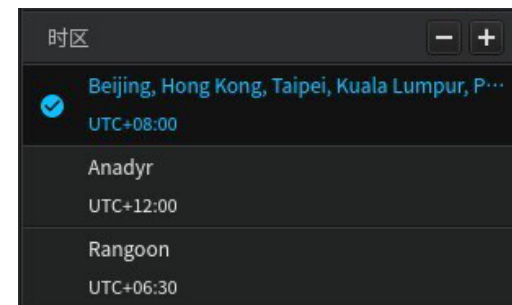 时区
Beijing, Hong Kong, Taipei, Kuala Lumpur, P…
UTC+08:00
Anadyr
UTC+12:00
Rangoon
UTC+06:30